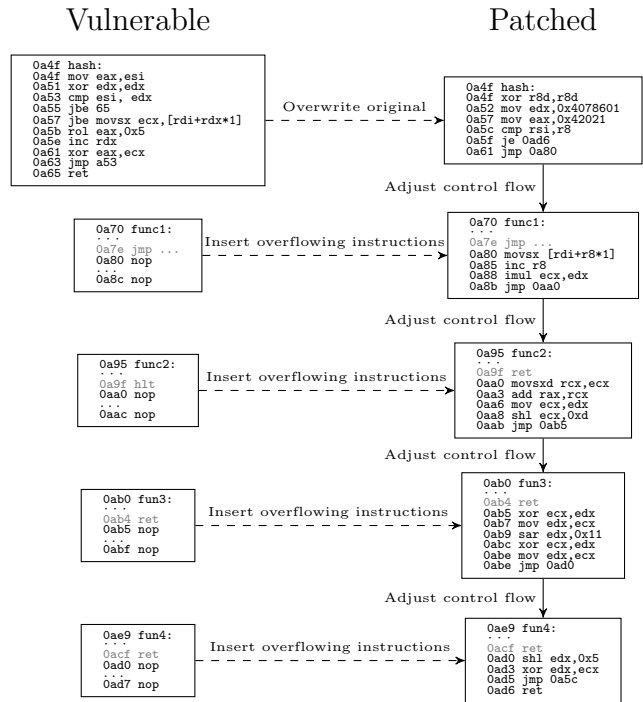 Vulnerable
Patched
0a4f hash:
0a4f mov eax,esi
0a51 xor edx,edx
0a53 cmp esi, edx
0a55 jbe 65
0a57 jbe movsx ecx,[rdi+rdx*1]
0a5b rol eax,0x5
0a5e inc rdx
0a61 xor eax,ecx
0a63 jmp a53
0a65 ret
Overwrite original
0a4f hash:
0a4f xor r8d,r8d
0a52 mov edx,0x4078601
0a57 mov eax,0x42021
0a5c cmp rsi,r8
0a5f je 0ad6
0a61 jmp 0a80
Adjust control flow
0a70 func1:
...
0a7e jmp ...
0a80 nop
...
0a8c nop
Insert overflowing instructions
0a70 func1:
...
0a7e jmp ...
0a80 movsx [rdi+r8*1]
0a85 inc r8
0a88 imul ecx,edx
0a8b jmp 0aa0
Adjust control flow
0a95 func2:
...
0a9f hlt
0aa0 nop
...
0aac nop
Insert overflowing instructions
0a95 func2:
...
0a9f ret
0aa0 movsxd rcx,ecx
0aa3 add rax,rcx
0aa6 mov ecx,edx
0aa8 shl ecx,0xd
0aab jmp 0ab5
Adjust control flow
0ab0 fun3:
...
0ab4 ret
0ab5 nop
...
0abf nop
Insert overflowing instructions
0ab0 fun3:
...
0ab4 ret
0ab5 xor ecx,edx
0ab7 mov edx,ecx
0ab9 sar edx,0x11
0abc xor ecx,edx
0abe mov edx,ecx
0abe jmp 0ad0
Adjust control flow
0ae9 fun4:
...
0acf ret
0ad0 nop
...
0ad7 nop
Insert overflowing instructions
0ae9 fun4:
...
0acf ret
0ad0 shl edx,0x5
0ad3 xor edx,ecx
0ad5 jmp 0a5c
0ad6 ret